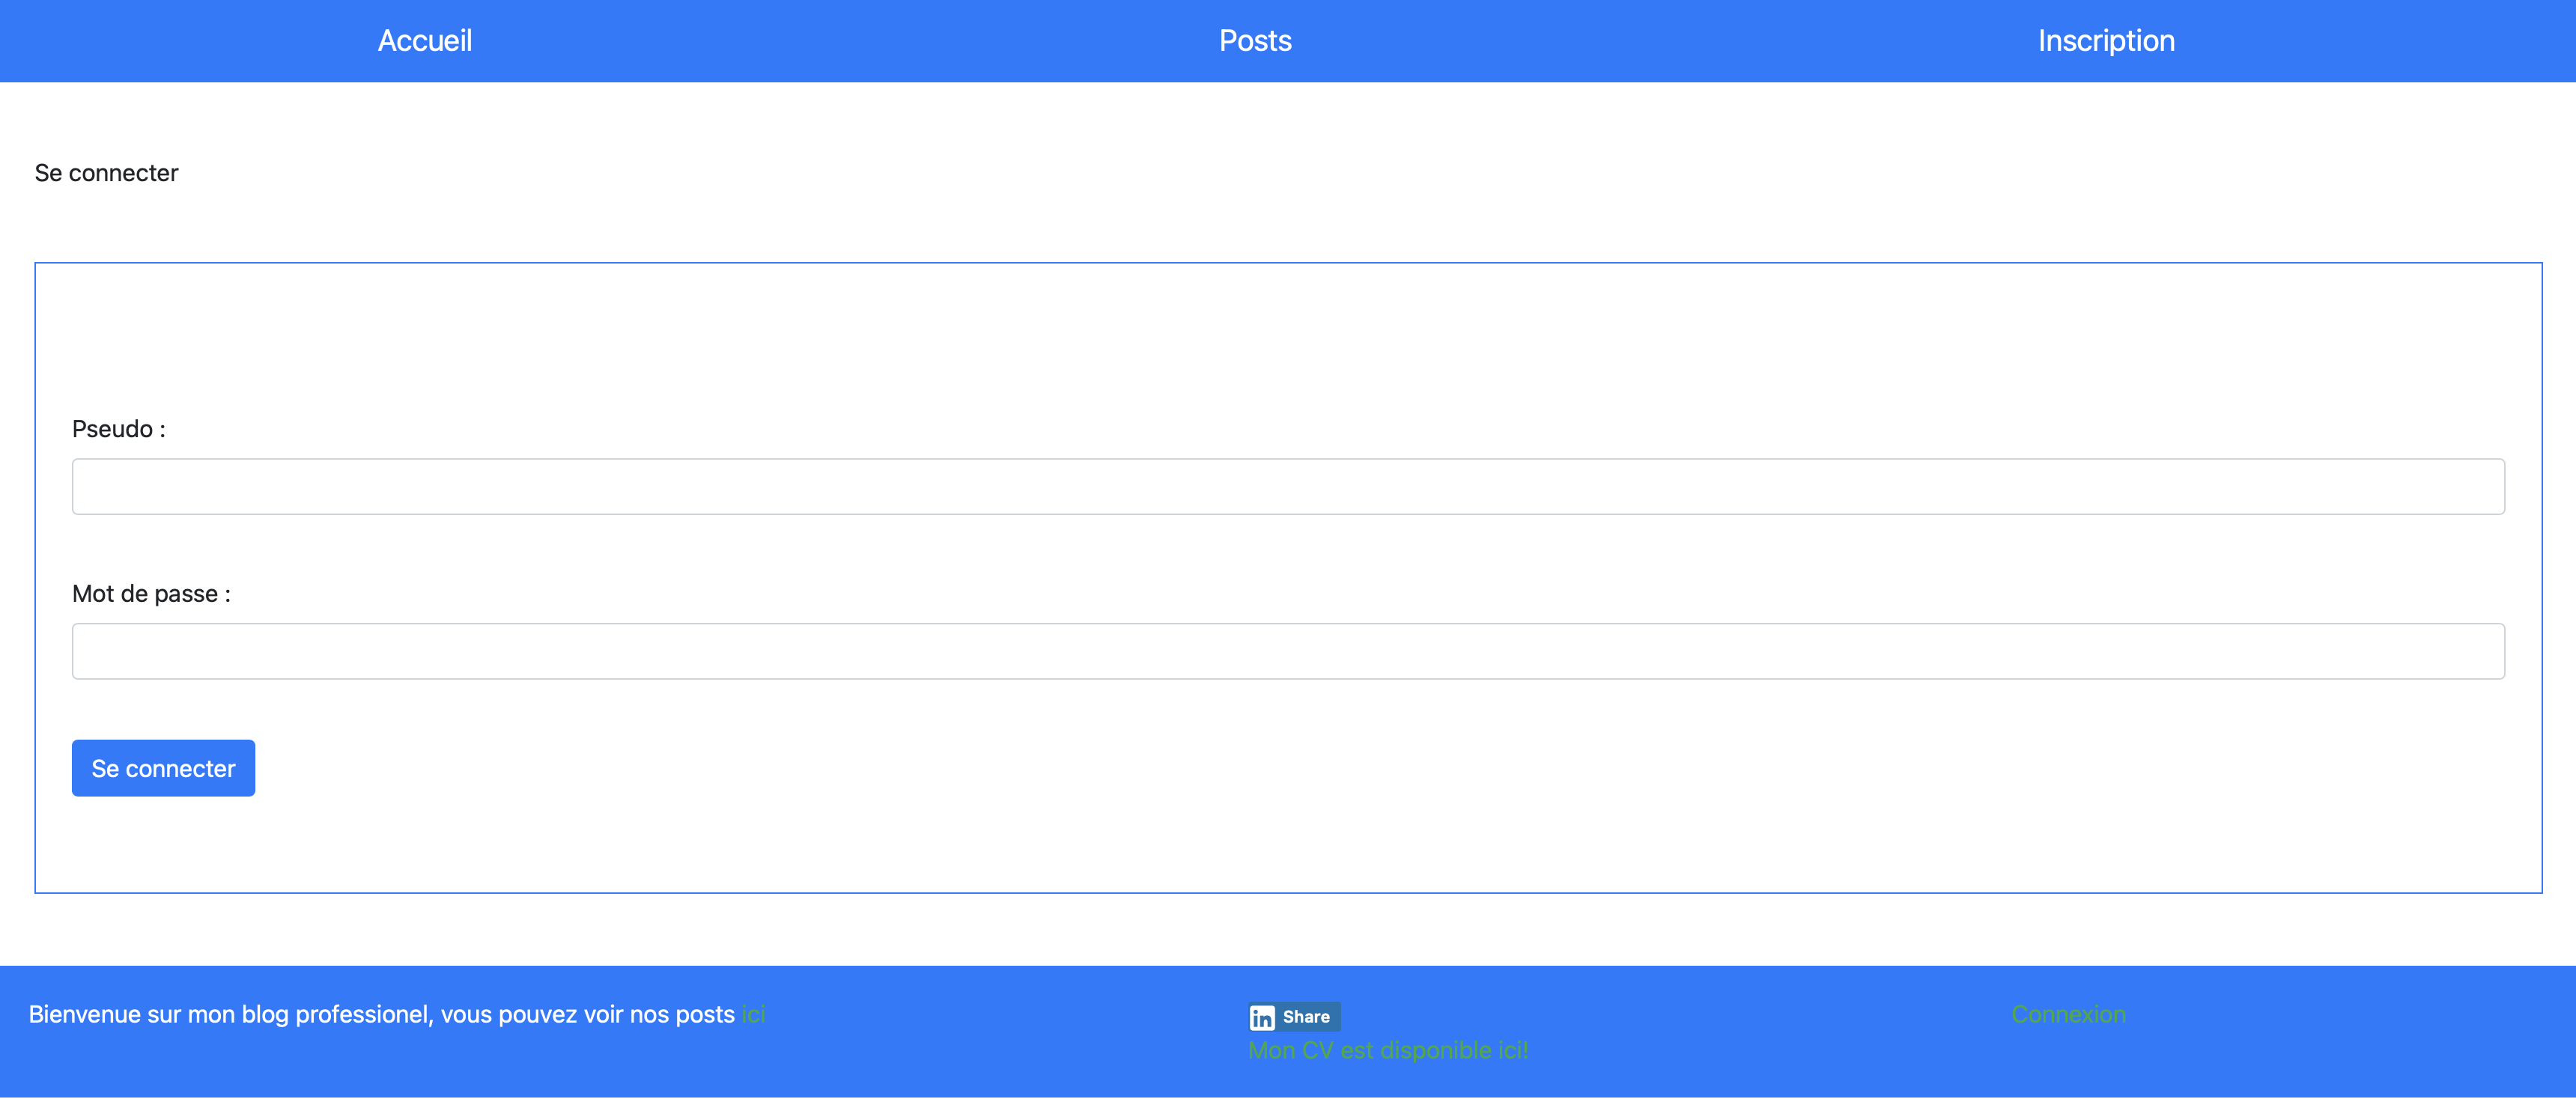 Accueil
Posts
Inscription
Se connecter
Pseudo :
Mot de passe :
Se connecter
Bienvenue sur mon blog professionel, vous pouvez voir nos posts ici
in Share
Mon CV est disponible ici!
Connexion